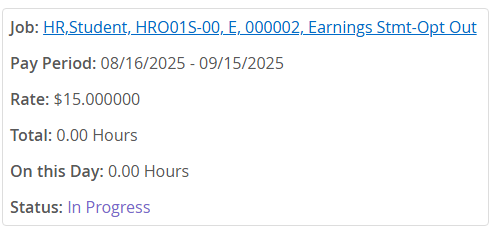 Job: HR,Student, HRO01S-00, E, 000002, Earnings Stmt-Opt Out
Pay Period: 08/16/2025 - 09/15/2025
Rate: $15.000000
Total: 0.00 Hours
On this Day: 0.00 Hours
Status: In Progress